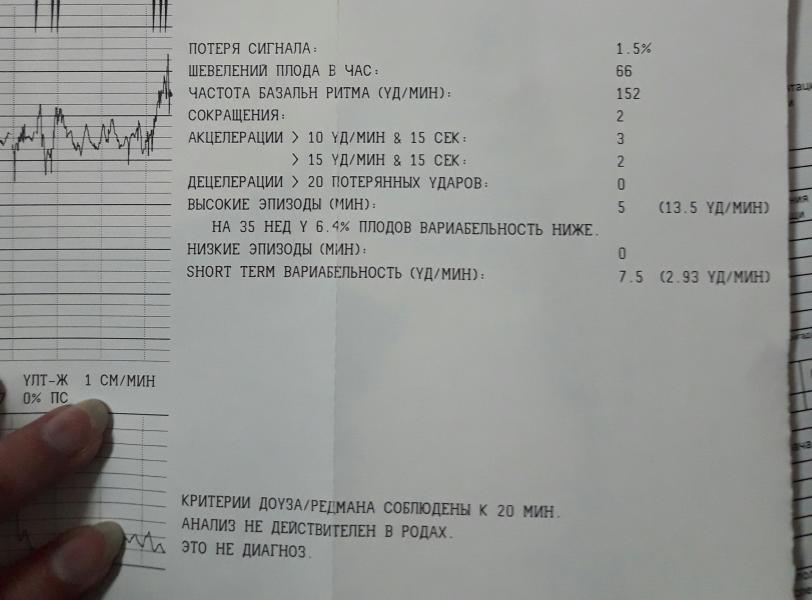 ПОТЕРЯ СИГНАЛА: 1.5%
ШЕВЕЛЕНИЙ ПЛОДА В ЧАС: 66
ЧАСТОТА БАЗАЛЬН РИТМА (УД/МИН): 152
СОКРАЩЕНИЯ: 2
АКЦЕЛЕРАЦИИ > 10 УД/МИН & 15 СЕК: 3
> 15 УД/МИН & 15 СЕК: 2
ДЕЦЕЛЕРАЦИИ > 20 ПОТЕРЯННЫХ УДАРОВ: 0
ВЫСОКИЕ ЭПИЗОДЫ (МИН): 5 (13.5 УД/МИН)
НА 35 НЕД У 6.4% ПЛОДОВ ВАРИАБЕЛЬНОСТЬ НИЖЕ.
НИЗКИЕ ЭПИЗОДЫ (МИН): 0
SHORT TERM ВАРИАБЕЛЬНОСТЬ (УД/МИН): 7.5 (2.93 УД/МИН)
УЛТ-Ж 1 СМ/МИН
0% ПС
КРИТЕРИИ ДОУЗА/РЕДМАНА СОБЛЮДЕНЫ К 20 МИН.
АНАЛИЗ НЕ ДЕЙСТВИТЕЛЕН В РОДАХ.
ЭТО НЕ ДИАГНОЗ.